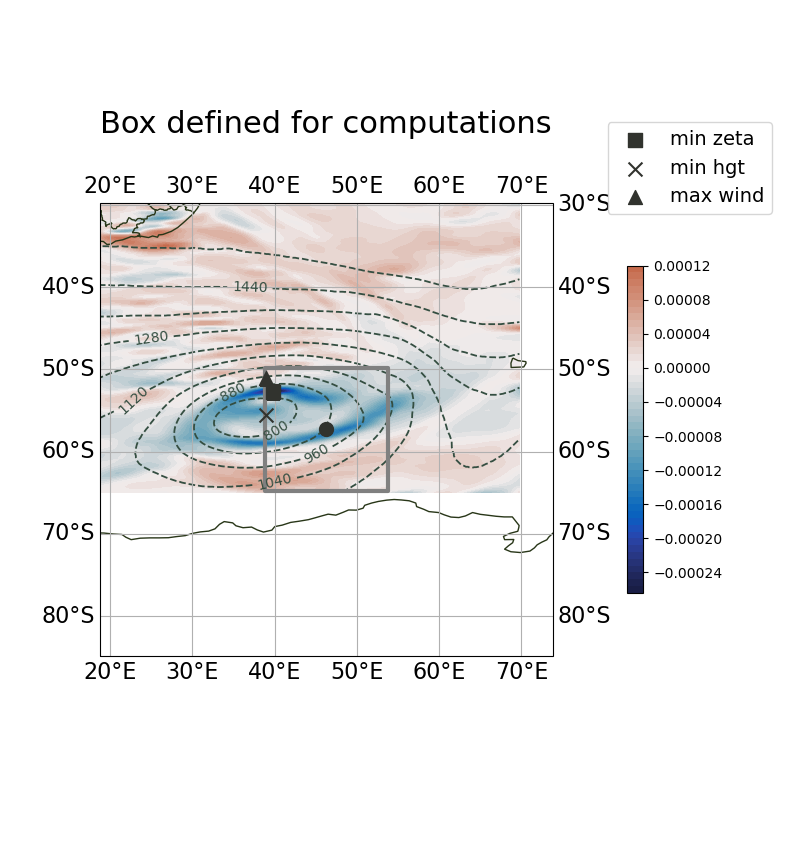 Box defined for computations
min zeta
min hgt
max wind
20°E 30°E 40°E 50°E 60°E 70°E
30°S
40°S 40°S
50°S 50°S
60°S 60°S
70°S 70°S
80°S 80°S
20°E 30°E 40°E 50°E 60°E 70°E
1440
1280
1120
880
800
960
1040
0.00012
0.00008
0.00004
0.00000
−0.00004
−0.00008
−0.00012
−0.00016
−0.00020
−0.00024